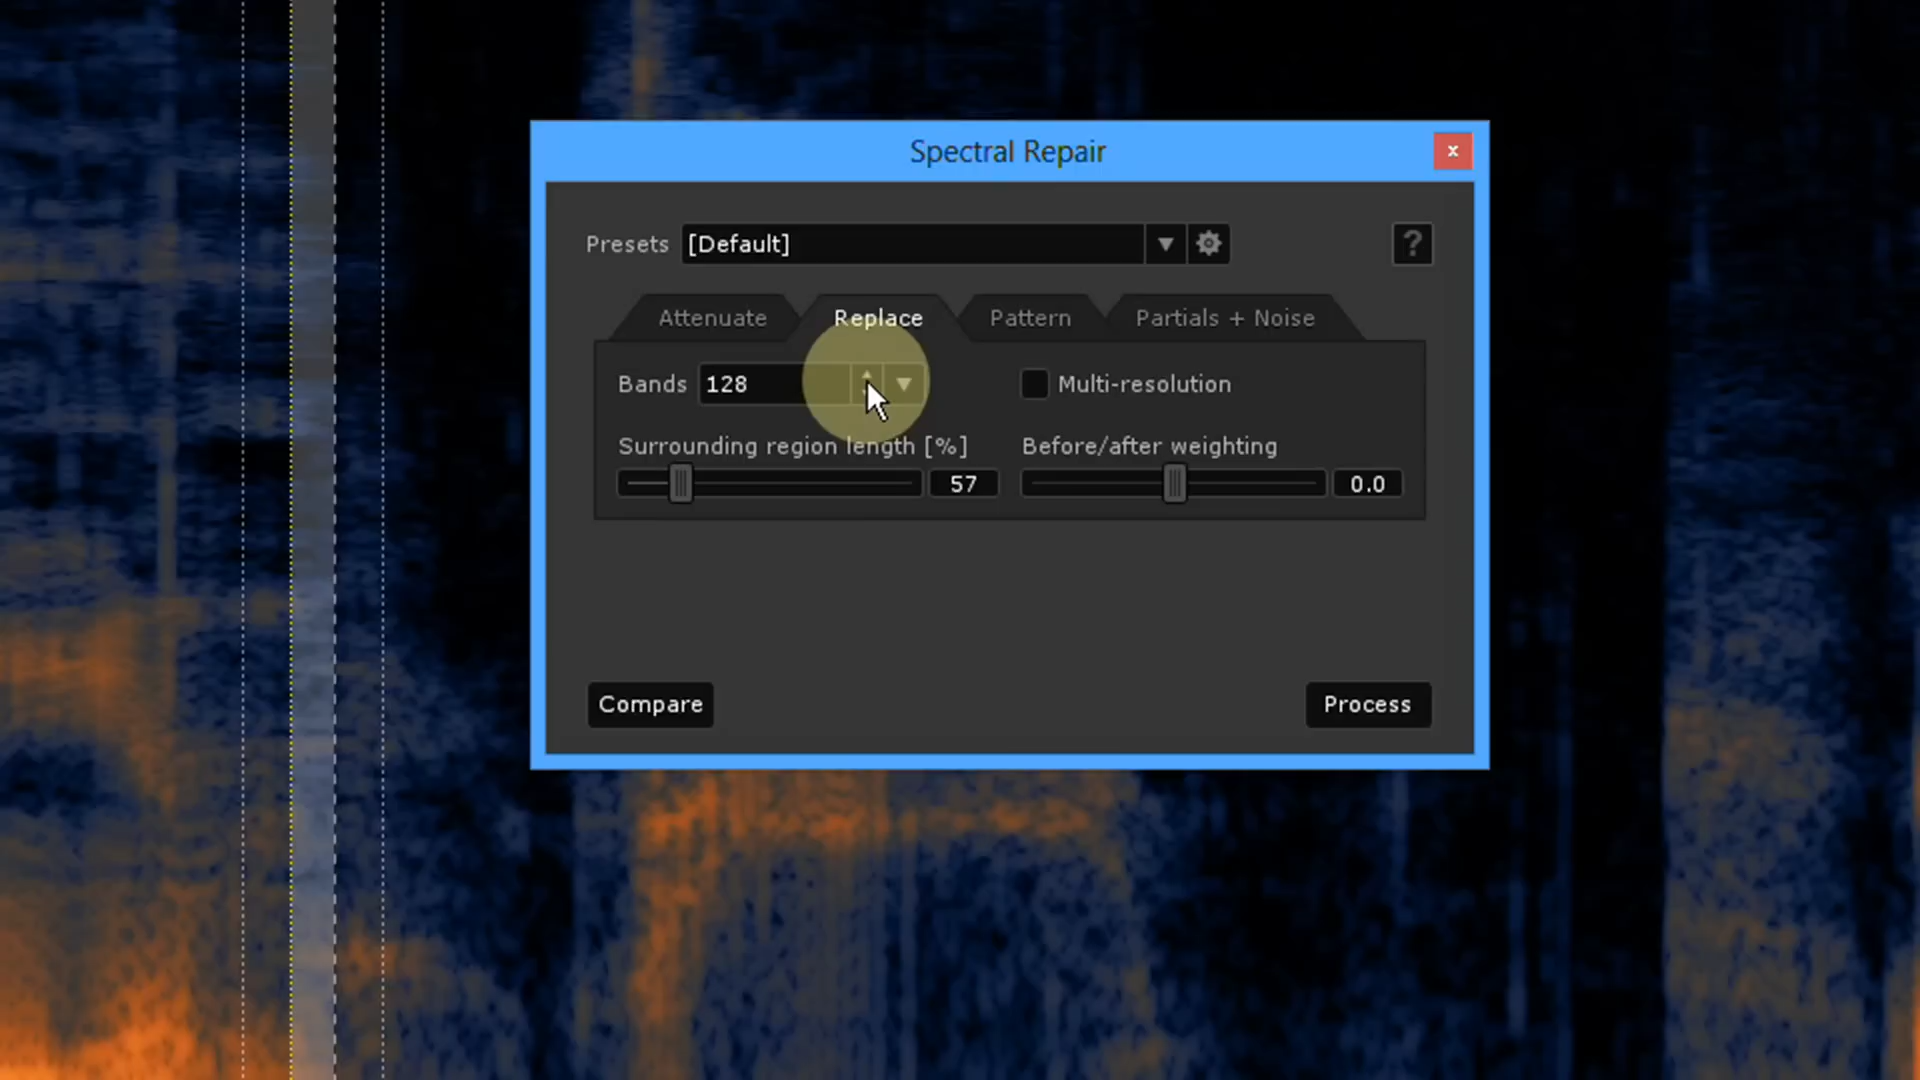 Spectral Repair
x
Presets [Default] ?
Attenuate Replace Pattern Partials + Noise
Bands 128 Multi-resolution
Surrounding region length [%] Before/after weighting
57 0.0
Compare Process